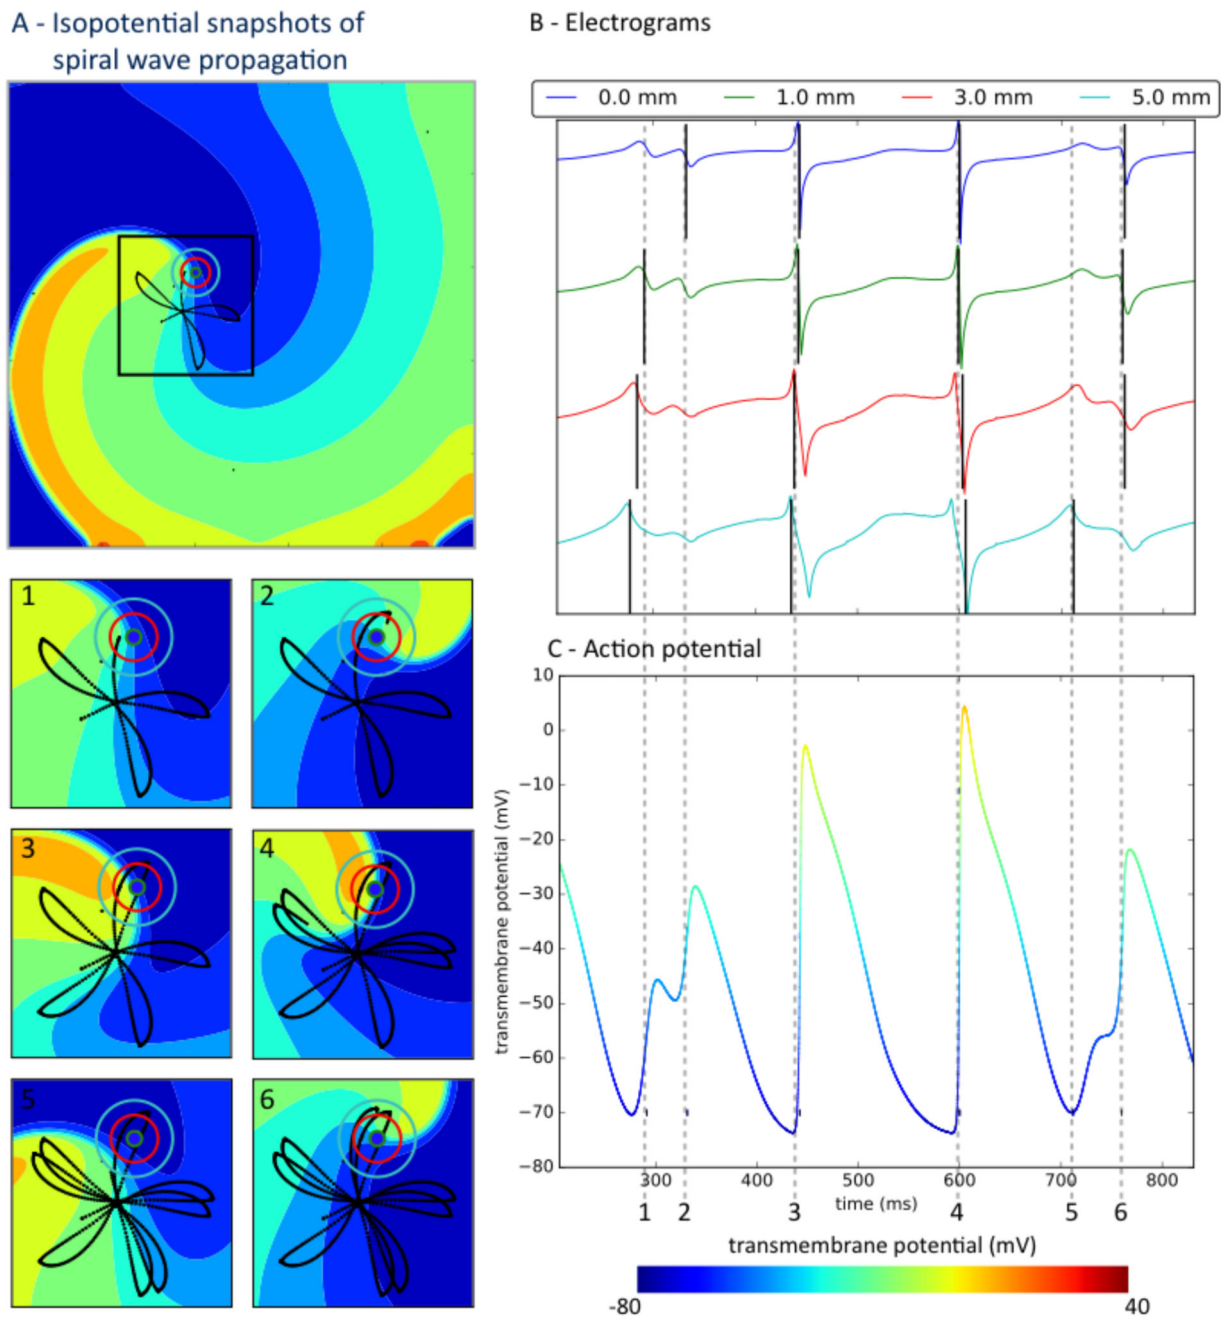 A - Isopotential snapshots of
spiral wave propagation
B - Electrograms
0.0 mm 1.0 mm 3.0 mm 5.0 mm
1
2
3
4
5
6
C - Action potential
transmembrane potential (mV)
10
0
−10
−20
−30
−40
−50
−60
−70
−80
300 400 500 600 700 800
time (ms)
1 2 3 4 5 6
transmembrane potential (mV)
-80 40